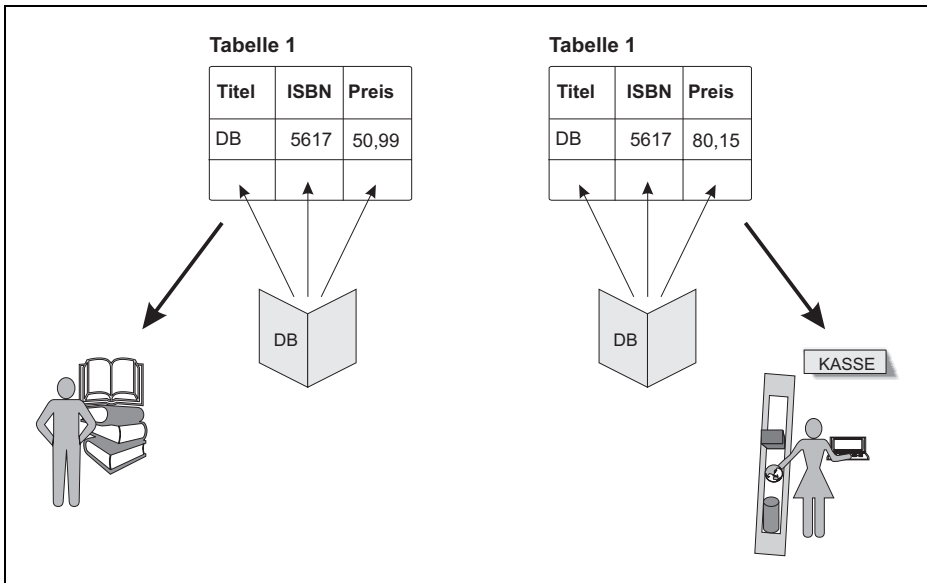 Tabelle 1
Titel ISBN Preis
DB 5617 50,99
DB
Tabelle 1
Titel ISBN Preis
DB 5617 80,15
DB
KASSE